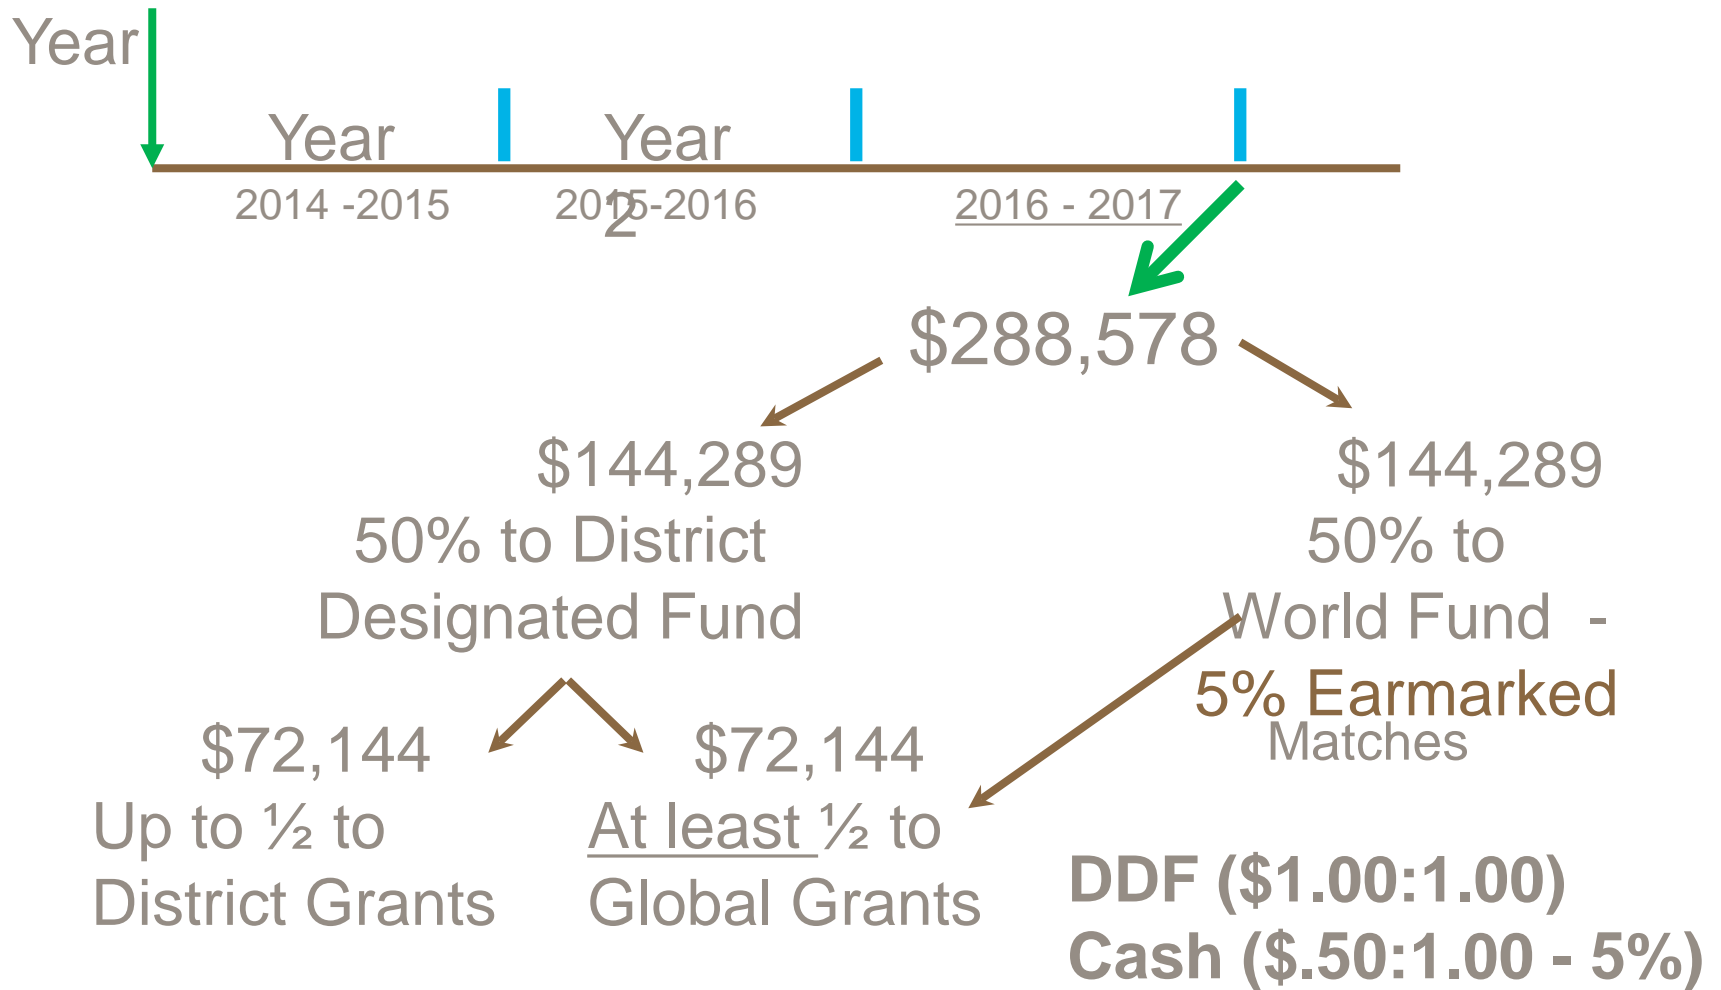 Year
Year
Year
2
2014 -2015
2015-2016
2016 - 2017
$288,578
$144,289
50% to District
Designated Fund
$144,289
50% to
World Fund -
5% Earmarked
Matches
$72,144
Up to ½ to
District Grants
$72,144
At least ½ to
Global Grants
DDF ($1.00:1.00)
Cash ($.50:1.00 - 5%)